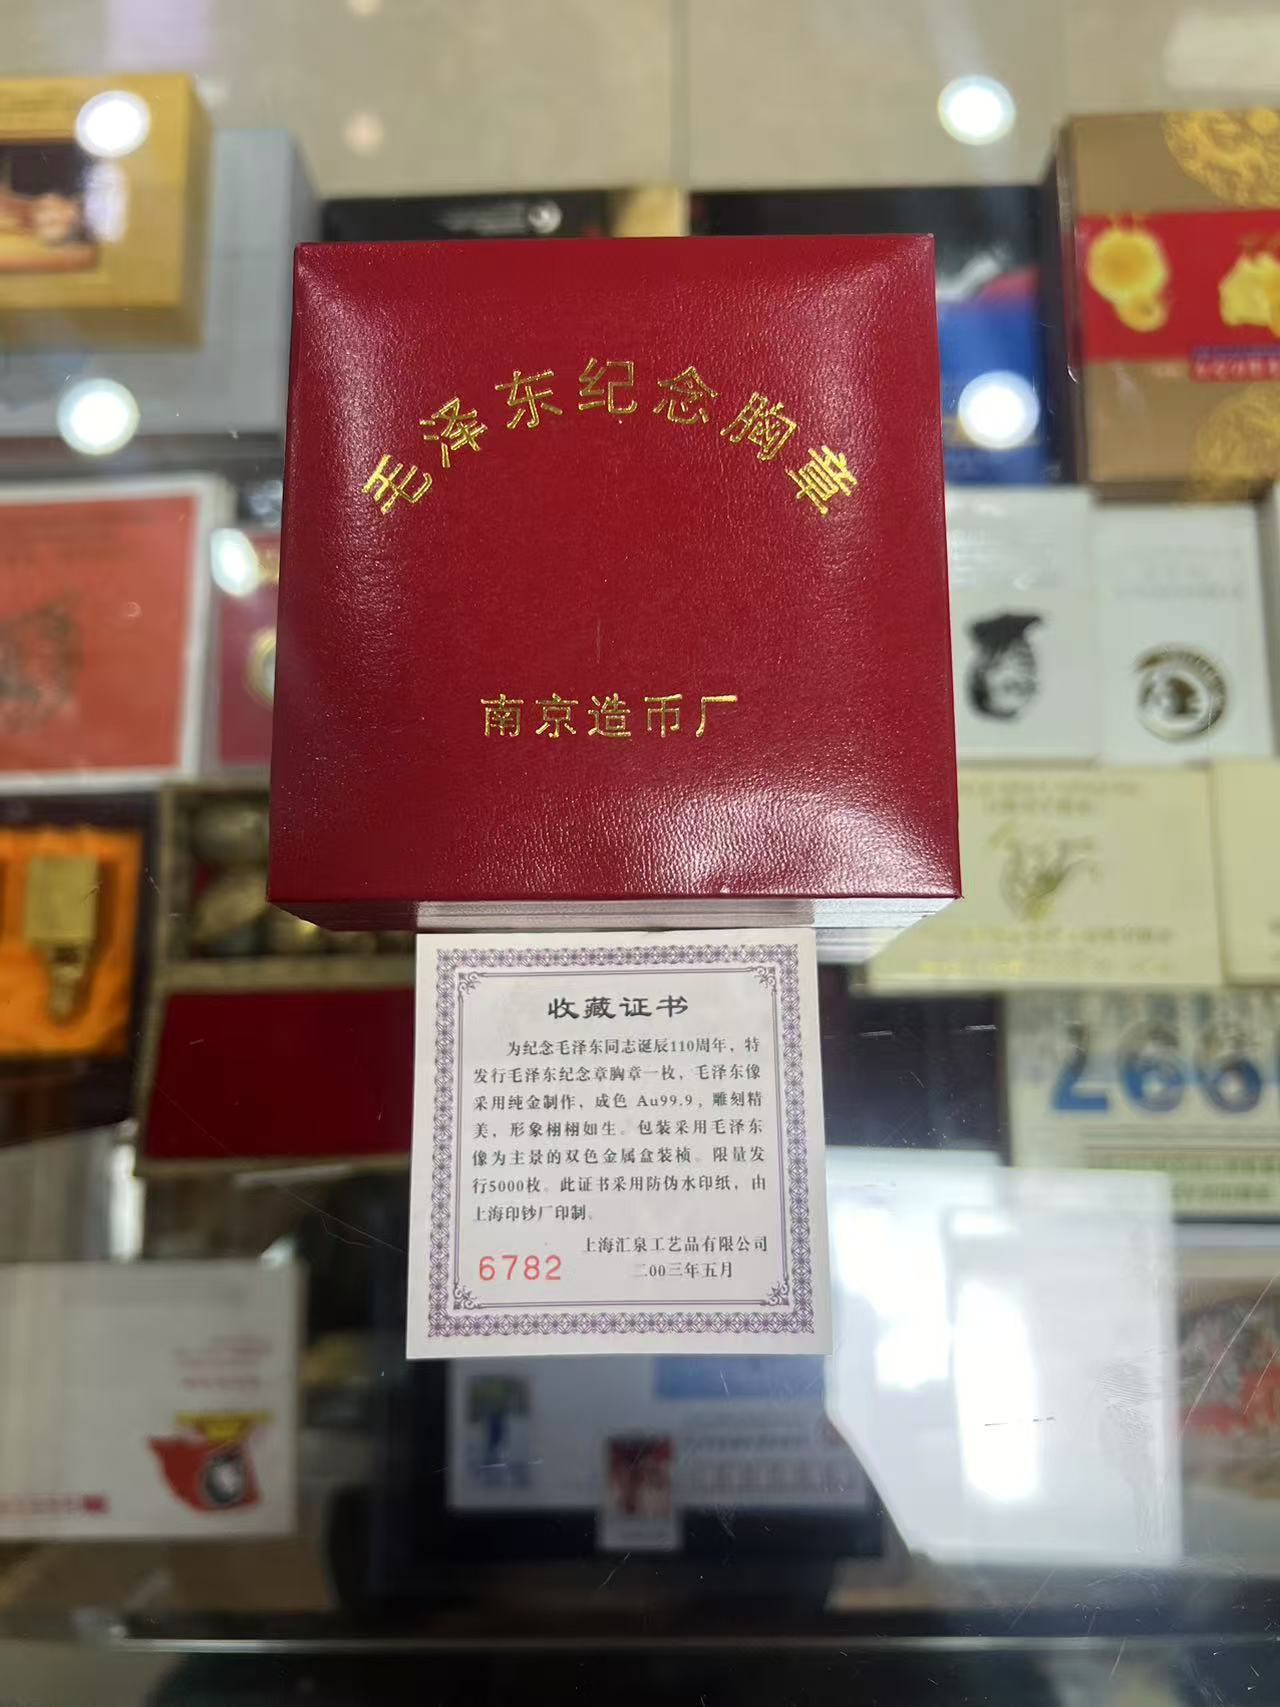 毛泽东纪念胸章
南京造币厂
收藏证书
为纪念毛泽东同志诞辰110周年，特
发行毛泽东纪念章胸章一枚，毛泽东像
采用纯金制作，成色 Au99.9，雕刻精
美，形象栩栩如生。包装采用毛泽东
像为主景的双色金属盒装桢。限量发
行5000枚。此证书采用防伪水印纸，由
上海印钞厂印制。
上海汇泉工艺品有限公司
6782 二00三年五月